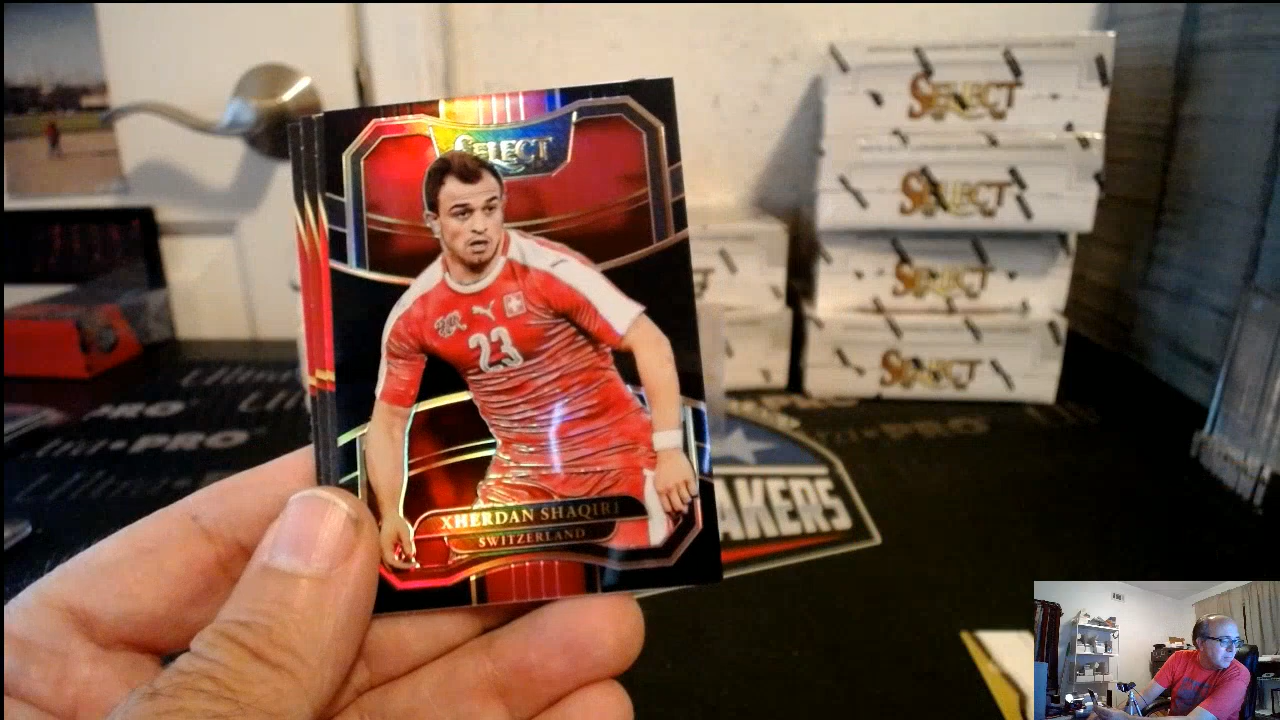 SELECT
23
XHERDAN SHAQIRI
SWITZERLAND
SELECT
SELECT
SELECT
SELECT
AKERS
PRO
PRO